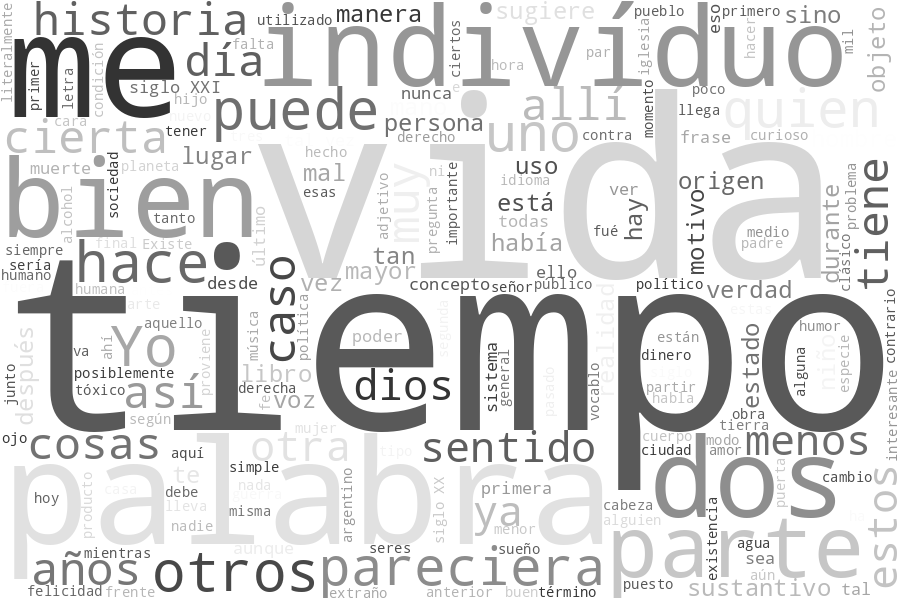 literalmente
historia
utilizado
manera
sugiere
pueblo
eso
primero
sino
objeto
me
día
falta
individuo
ciertos
par
hacer
mil
iglesia
hora
primer
letra
condición
siglo XXI
hijo
nuevo
puede
nunca
e
allí
momento
poco
llega
quien
cara
cierta
tener
persona
derecho
uno
contra
frase
curioso
muerte
planeta
lugar
hecho
mal
esas
muy
ni
uso
idioma
ver
origen
bien
alcohol
sociedad
tanto
vida
adjetivo
pregunta
importante
está
todas
fué
hay
motivo
medio
padre
durante
clásico
problema
tiene
siempre
sería
humano
final
Existe
último
tan
había
hace
desde
vez
mayor
concepto
ello
señor
público
político
verdad
humana
arte
tiempo
caso
música
política
segunda
realidad
estas
contrario
interesante
después
va
ahi
Yo
aquello
proviene
poder
están
dinero
humor
niño
especie
alguna
estado
junto
posiblemente
tóxico
así
según
libro
derecha
fe
voz
dios
sistema
general
pasado
vocablo
partir
habla
obra
tierra
ojo
cosas
mujer
otra
tipo
sentido
cuerpo
ciudad
modo
amor
menos
palabra
aquí
te
simple
nada
guerra
primera
dos
puerta
cambio
estos
hoy
producto
casa
debe
lleva
nadie
misma
argentino
siglo XX
ya
menor
cabeza
alguien
existencia
parte
agua
sea
aún
años
mientras
aunque
otros
seres
sueño
pareciera
felicidad
frente
extraño
anterior
buen
término
puesto
sustantivo
tal